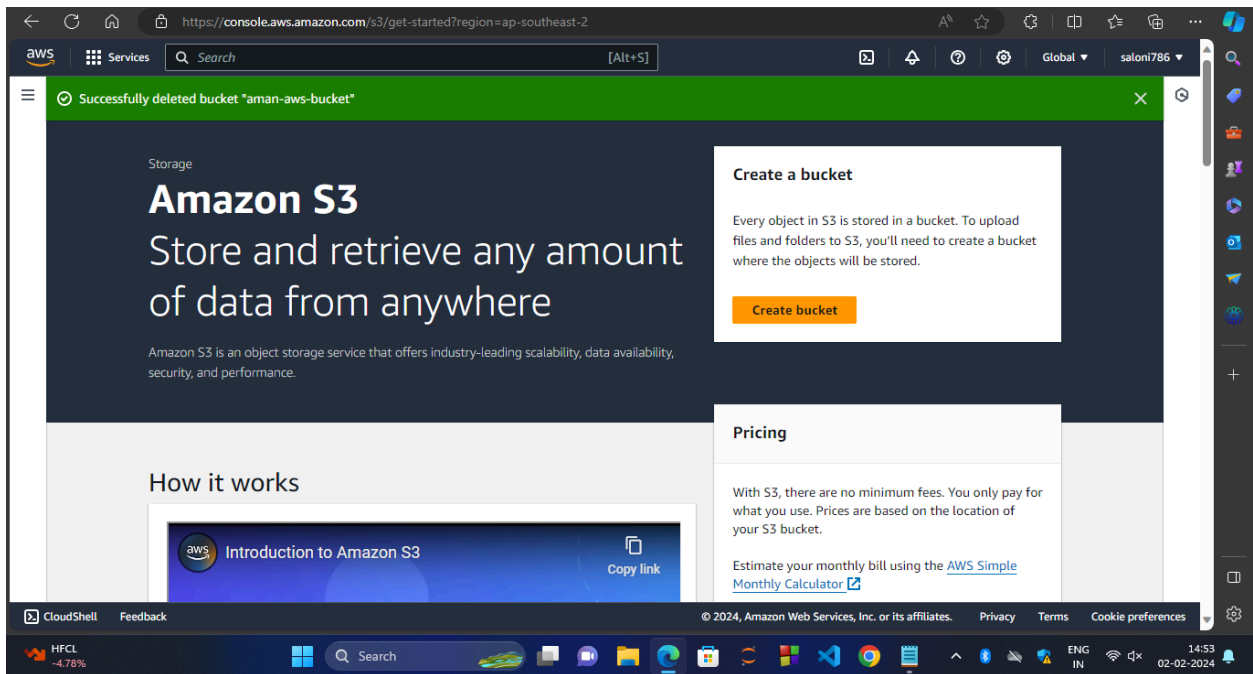 https://console.aws.amazon.com/s3/get-started?region=ap-southeast-2
aws
Services
Search
[Alt+S]
Global
saloni786
Successfully deleted bucket "aman-aws-bucket"
Storage
Amazon S3
Store and retrieve any amount
of data from anywhere
Amazon S3 is an object storage service that offers industry-leading scalability, data availability,
security, and performance.
Create a bucket
Every object in S3 is stored in a bucket. To upload
files and folders to S3, you'll need to create a bucket
where the objects will be stored.
Create bucket
Pricing
With S3, there are no minimum fees. You only pay for
what you use. Prices are based on the location of
your S3 bucket.
Estimate your monthly bill using the AWS Simple
Monthly Calculator
How it works
aws
Introduction to Amazon S3
Copy link
CloudShell
Feedback
© 2024, Amazon Web Services, Inc. or its affiliates.
Privacy
Terms
Cookie preferences
HFCL
-4.78%
Search
ENG
IN
14:53
02-02-2024